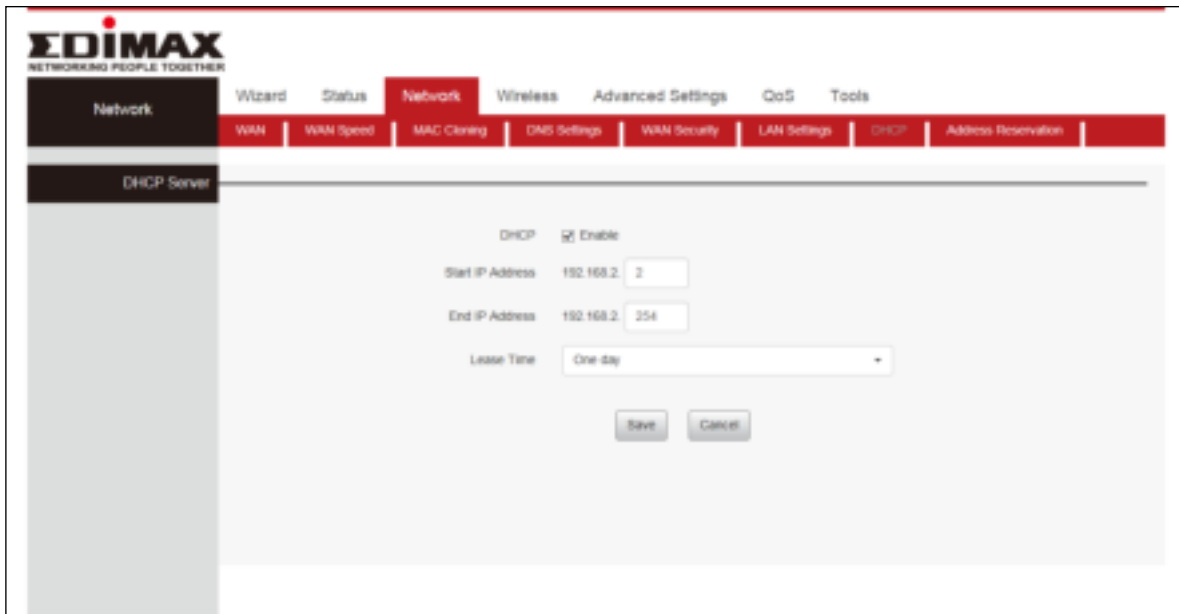 EDIMAX
NETWORKING PEOPLE TOGETHER
Network
Wizard Status Network Wireless Advanced Settings QoS Tools
WAN WAN Speed MAC Cloning DNS Settings WAN Security LAN Settings DHCP Address Reservation
DHCP Server
DHCP Enable
Start IP Address 192.168.2. 2
End IP Address 192.168.2. 254
Lease Time One day
Save Cancel